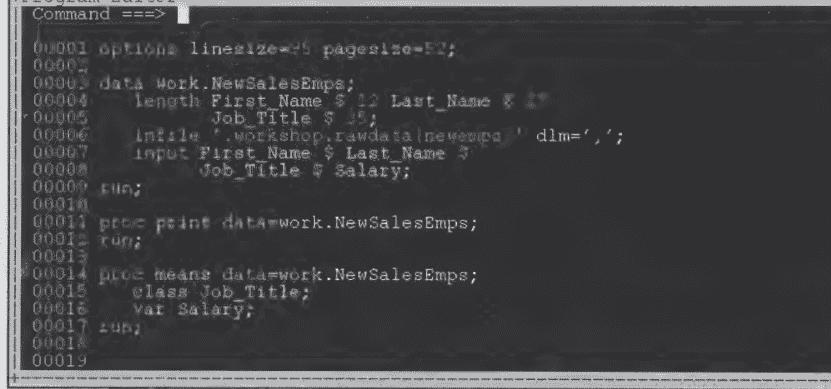 Program Editor
Command ===>
00001 options linesize=95 pagesize=52;
00002
00003 data work.NewSalesEmps;
00004 length First_Name $ 12 Last_Name $
00005 Job_Title $ 25;
00006 infile '.workshop.rawdata(newemps)' dlm=',';
00007 input First_Name $ Last_Name $
00008 Job_Title $ Salary;
00009 run;
00010
00011 proc print data=work.NewSalesEmps;
00012 run;
00013
00014 proc means data=work.NewSalesEmps;
00015 class Job_Title;
00016 var Salary;
00017 run;
00018
00019